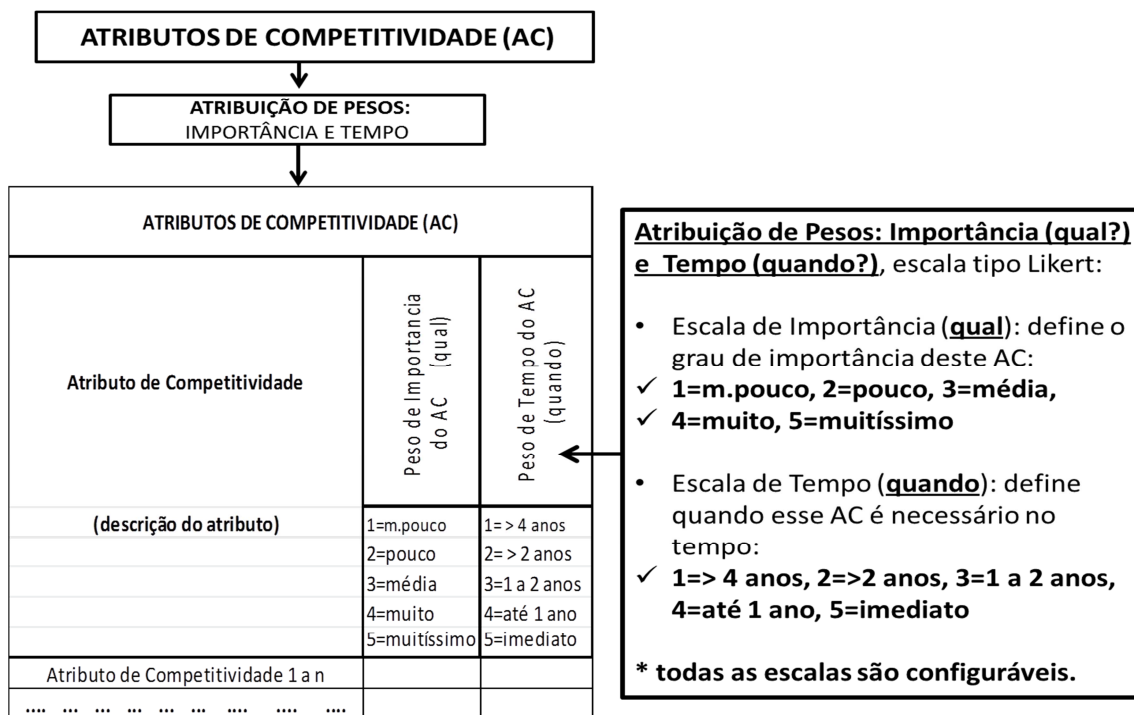 ATRIBUTOS DE COMPETITIVIDADE (AC)
ATRIBUIÇÃO DE PESOS:
IMPORTÂNCIA E TEMPO
ATRIBUTOS DE COMPETITIVIDADE (AC)
Atributo de Competitividade
Peso de Importancia
do AC (qual)
Peso de Tempo do AC
(quando)
(descrição do atributo)
1=m.pouco
1= > 4 anos
2=pouco
2= > 2 anos
3=média
3=1 a 2 anos
4=muito
4=até 1 ano
5=muitíssimo
5=imediato
Atributo de Competitividade 1 a n
.... ... ... ... ... ... .... .... ....
Atribuição de Pesos: Importância (qual?)
e Tempo (quando?), escala tipo Likert:
• Escala de Importância (qual): define o
grau de importância deste AC:
✓ 1=m.pouco, 2=pouco, 3=média,
✓ 4=muito, 5=muitíssimo
• Escala de Tempo (quando): define
quando esse AC é necessário no
tempo:
✓ 1=> 4 anos, 2=>2 anos, 3=1 a 2 anos,
4=até 1 ano, 5=imediato
* todas as escalas são configuráveis.